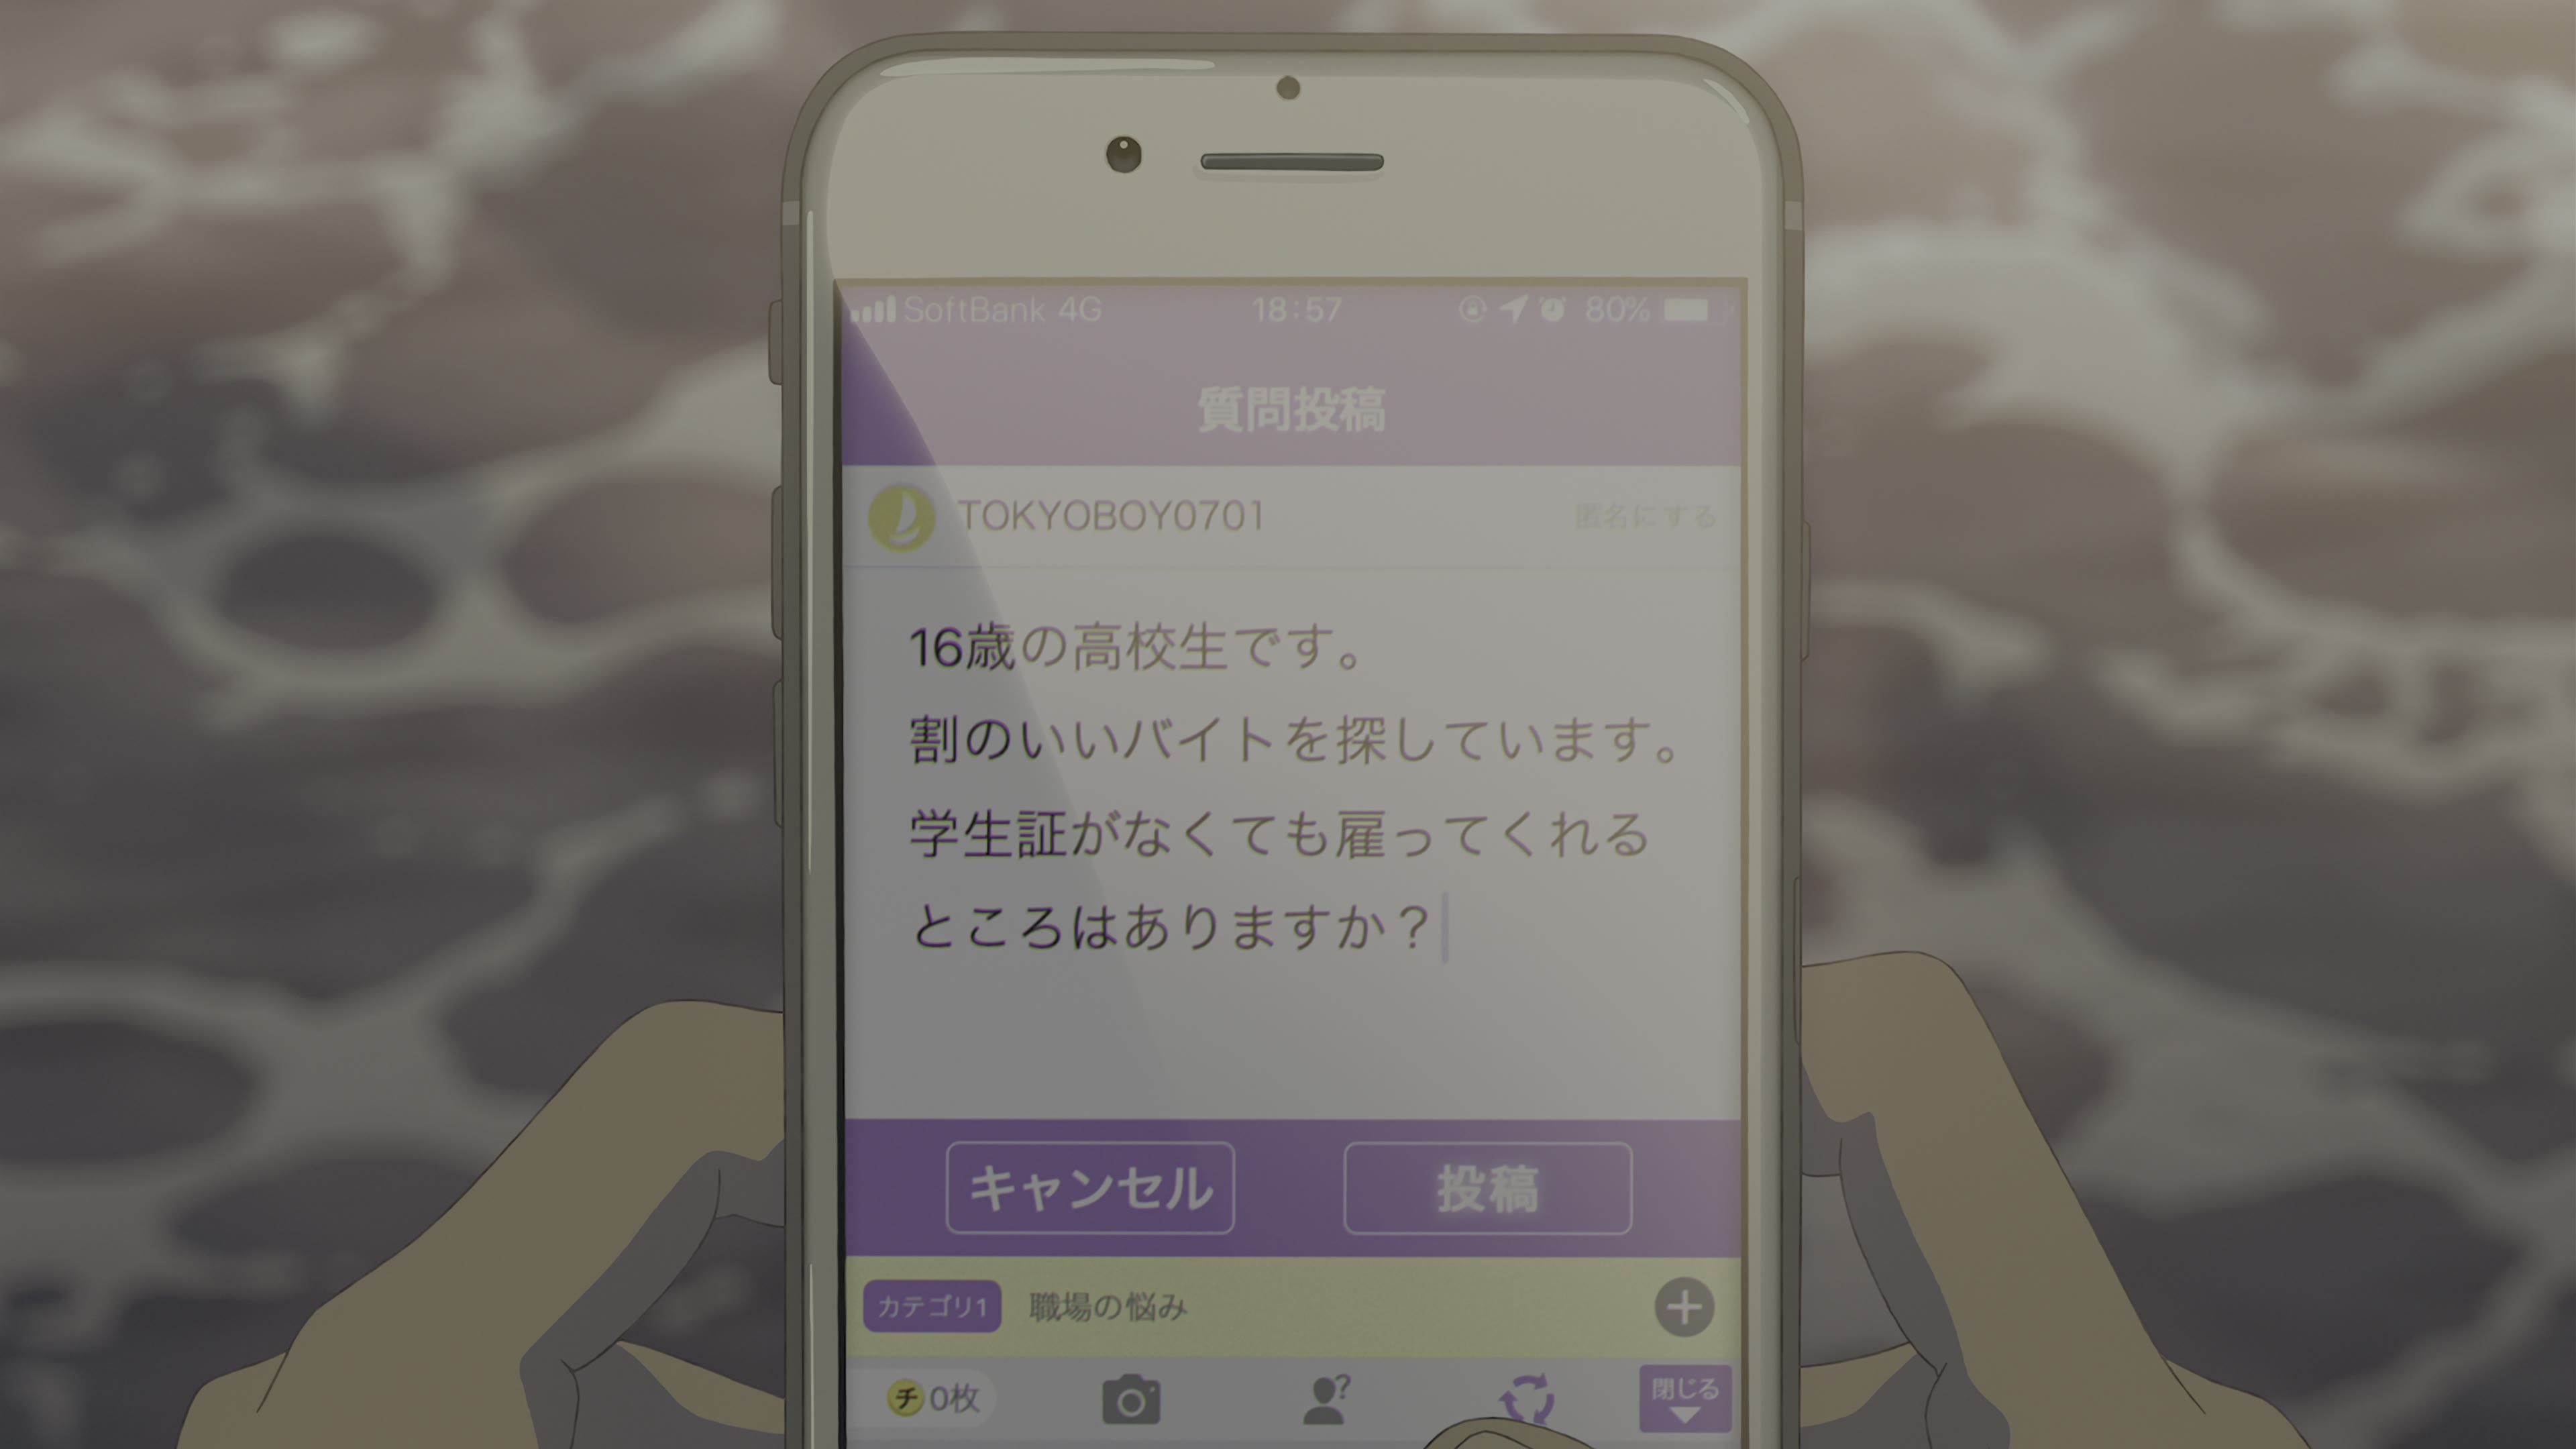 SoftBank 4G 18:57 80%
質問投稿
TOKYOBOY0701 匿名にする
16歳の高校生です。
割のいいバイトを探しています。
学生証がなくても雇ってくれる
ところはありますか？
キャンセル 投稿
カテゴリ1 職場の悩み
チ 0枚 ? 閉じる